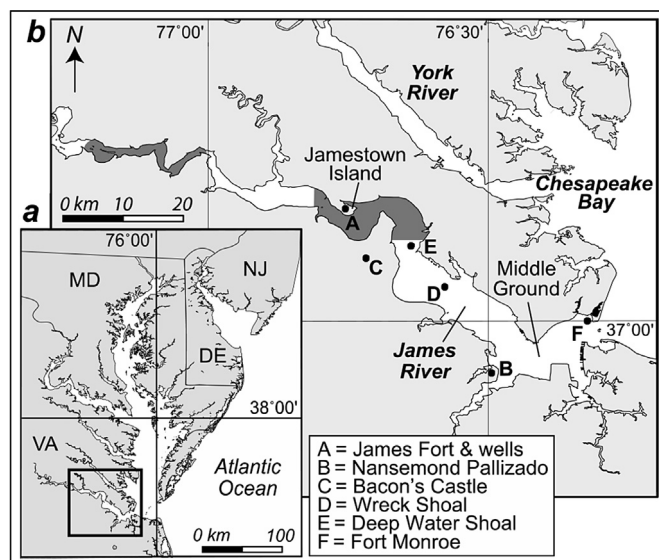 b
77°00'
76°30'
N
York
River
Jamestown
Island
Chesapeake
Bay
0 km 10 20
A
E
C
D
Middle
Ground
F
37°00'
James
River
B
a
76°00'
MD
NJ
DE
38°00'
VA
Atlantic
Ocean
0 km 100
A = James Fort & wells
B = Nansemond Pallizado
C = Bacon's Castle
D = Wreck Shoal
E = Deep Water Shoal
F = Fort Monroe